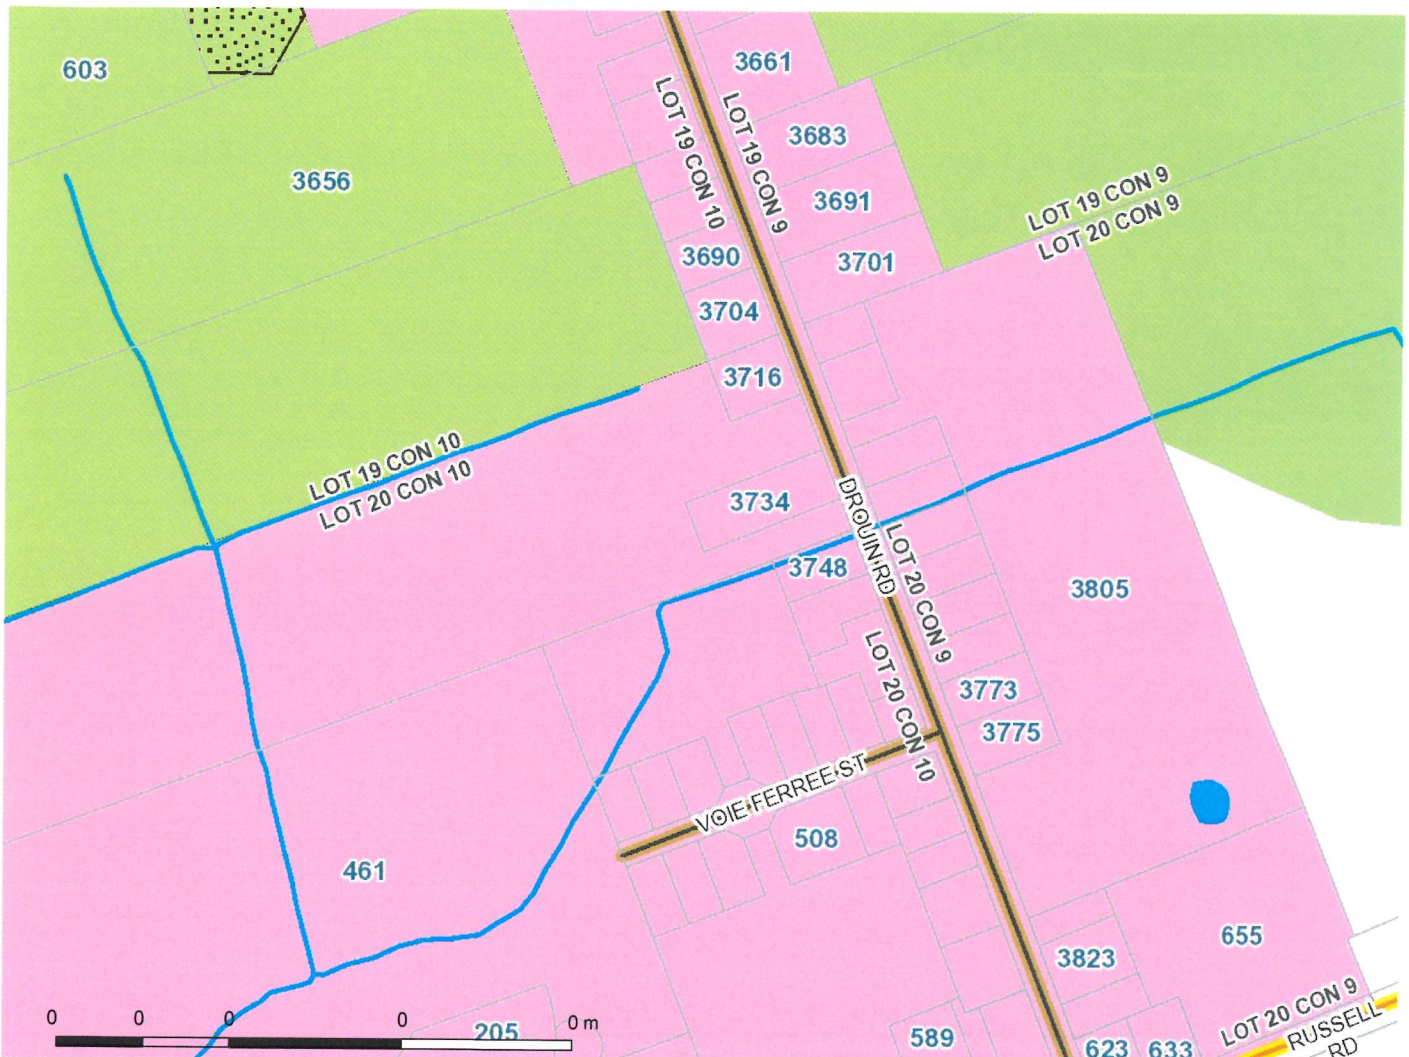 603
3661
3683
3656
LOT 19 CON 10
LOT 19 CON 9
3691
LOT 19 CON 9
LOT 20 CON 9
3690
3701
3704
3716
LOT 19 CON 10
LOT 20 CON 10
3734
DROUIN RD
3748
LOT 20 CON 9
3805
LOT 20 CON 10
3773
3775
VOIE FERREE ST
508
461
655
3823
LOT 20 CON 9
RUSSELL RD
0 0 0 0 0 m
205
589
623
633